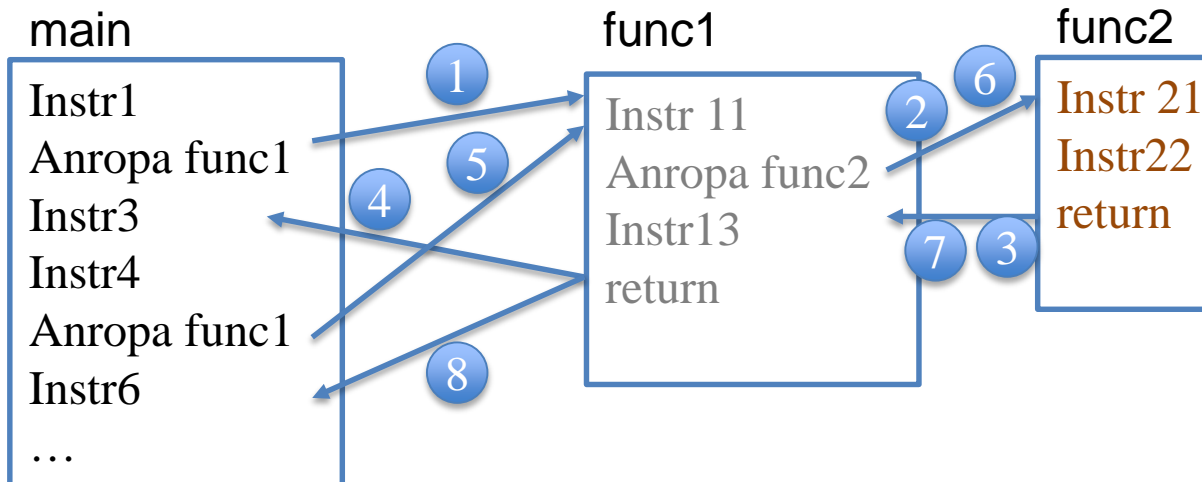 main
Instr1
Anropa func1
Instr3
Instr4
Anropa func1
Instr6
…
1
5
4
8
func1
Instr 11
Anropa func2
Instr13
return
2
6
7
3
func2
Instr 21
Instr22
return